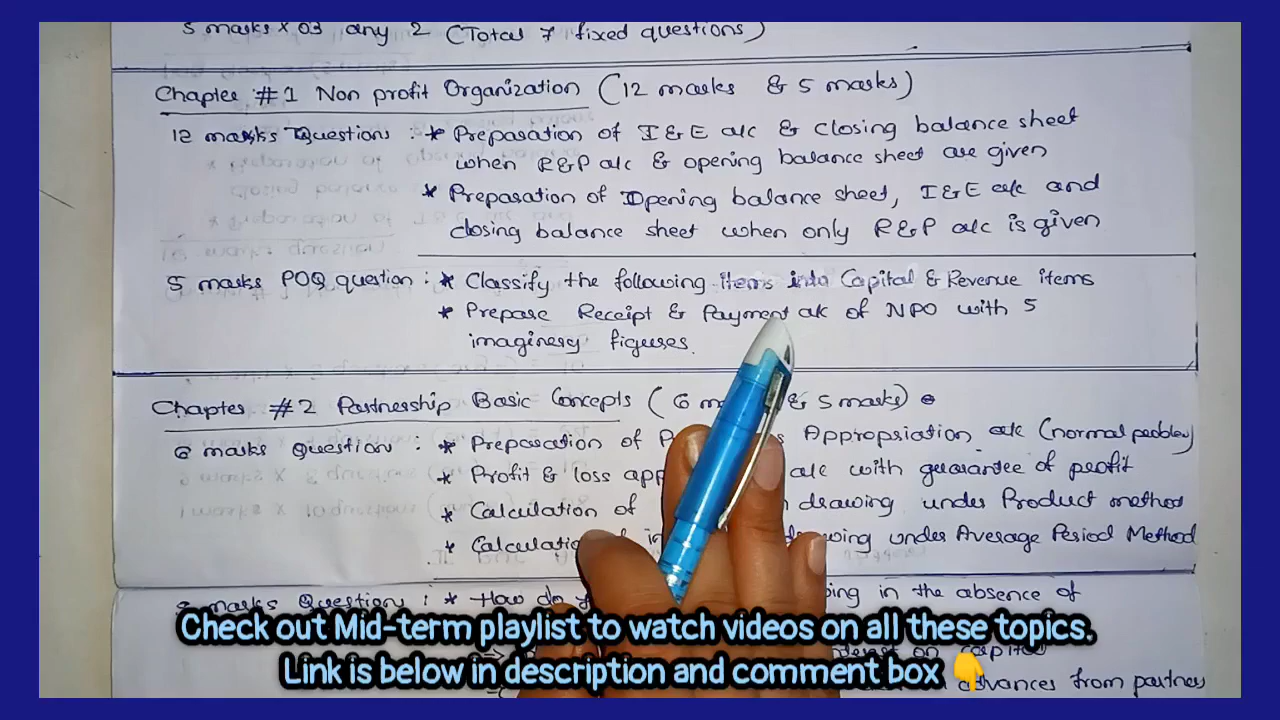 5 marks x 03 any 2 (Total 7 fixed questions)
Chapter #1 Non profit Organization (12 marks & 5 marks)
12 marks Question : * Preparation of I & E a/c & closing balance sheet
when R&P a/c & opening balance sheet are given
* Preparation of Opening balance sheet, I&E a/c and
closing balance sheet when only R&P a/c is given
5 marks POQ question : * Classify the following items into Capital & Revenue items
* Prepare Receipt & Payment a/c of NPO with 5
imaginery figures.
Chapter #2 Partnership Basic Concepts (6 & 5 marks)
6 marks Question : * Preparation of Appropriation a/c (normal problem)
* Profit & loss a/c with guarantee of profit
* Calculation of drawing under Product method
* drawing under Average Period Method
marks Question : * How do in the absence of
on capital
advances from partners
Check out Mid-term playlist to watch videos on all these topics.
Link is below in description and comment box 👇